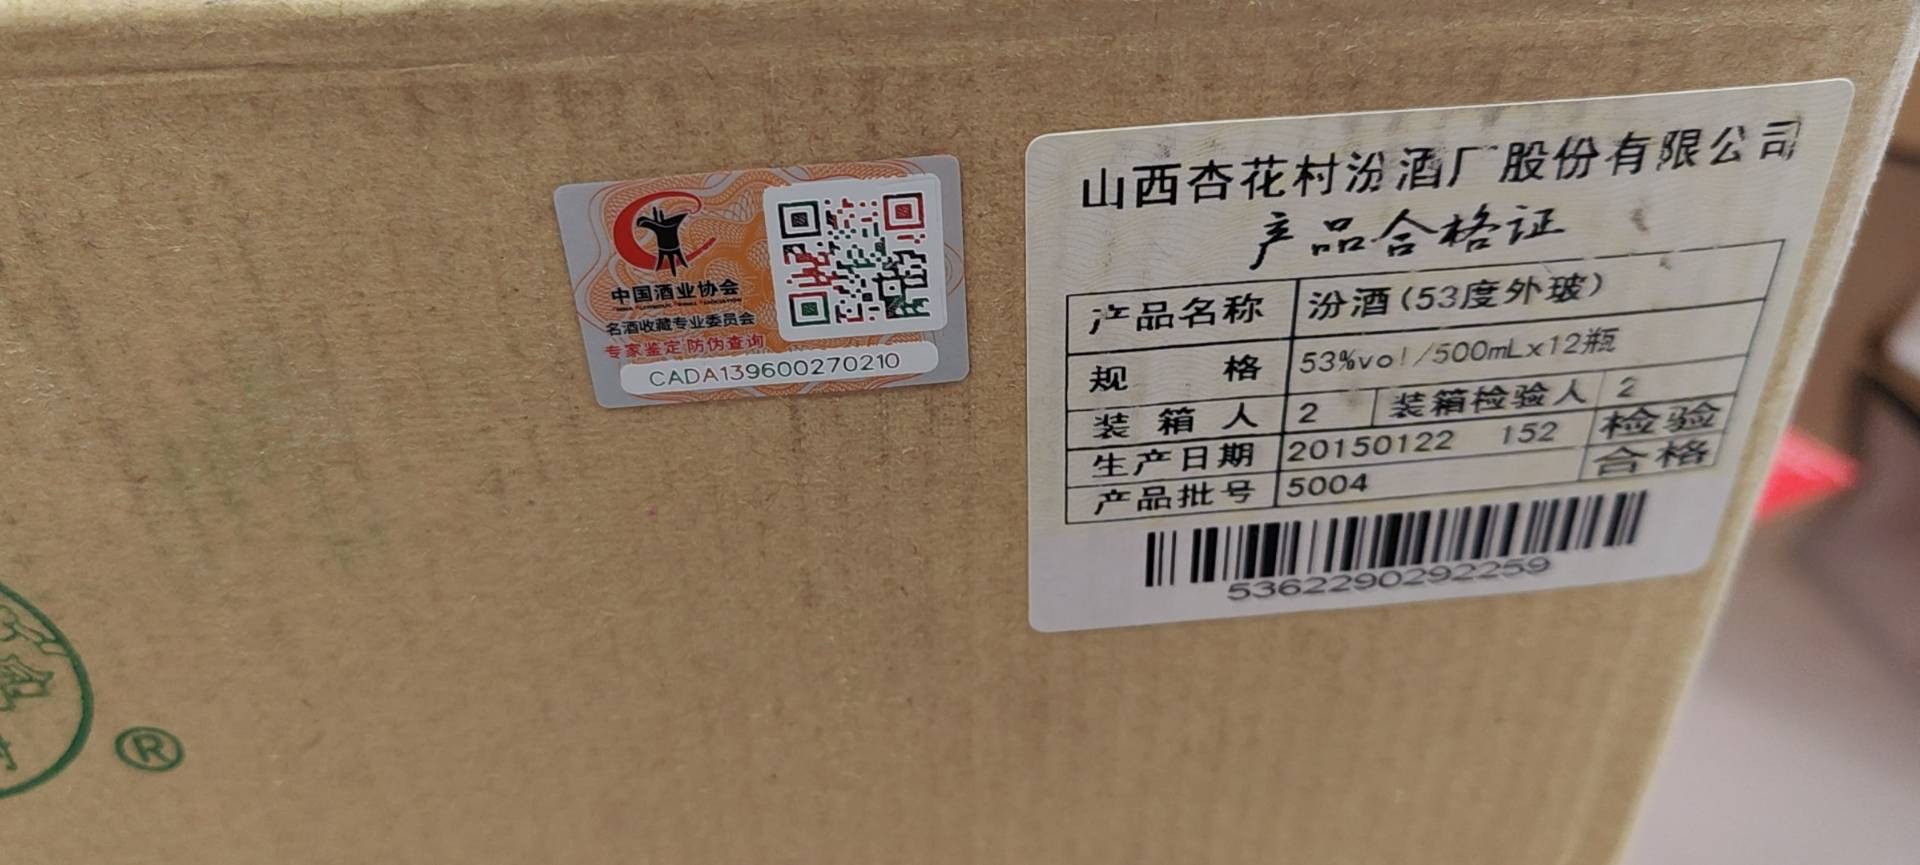 中国酒业协会
名酒收藏专业委员会
专家鉴定 防伪查询
CADA139600270210
山西杏花村汾酒厂股份有限公司
产品合格证
产品名称 汾酒(53度外玻)
规 格 53%vol/500mLx12瓶
装箱人 2 装箱检验人 2
生产日期 20150122 152 检验
合格
产品批号 5004
5362290292259
®